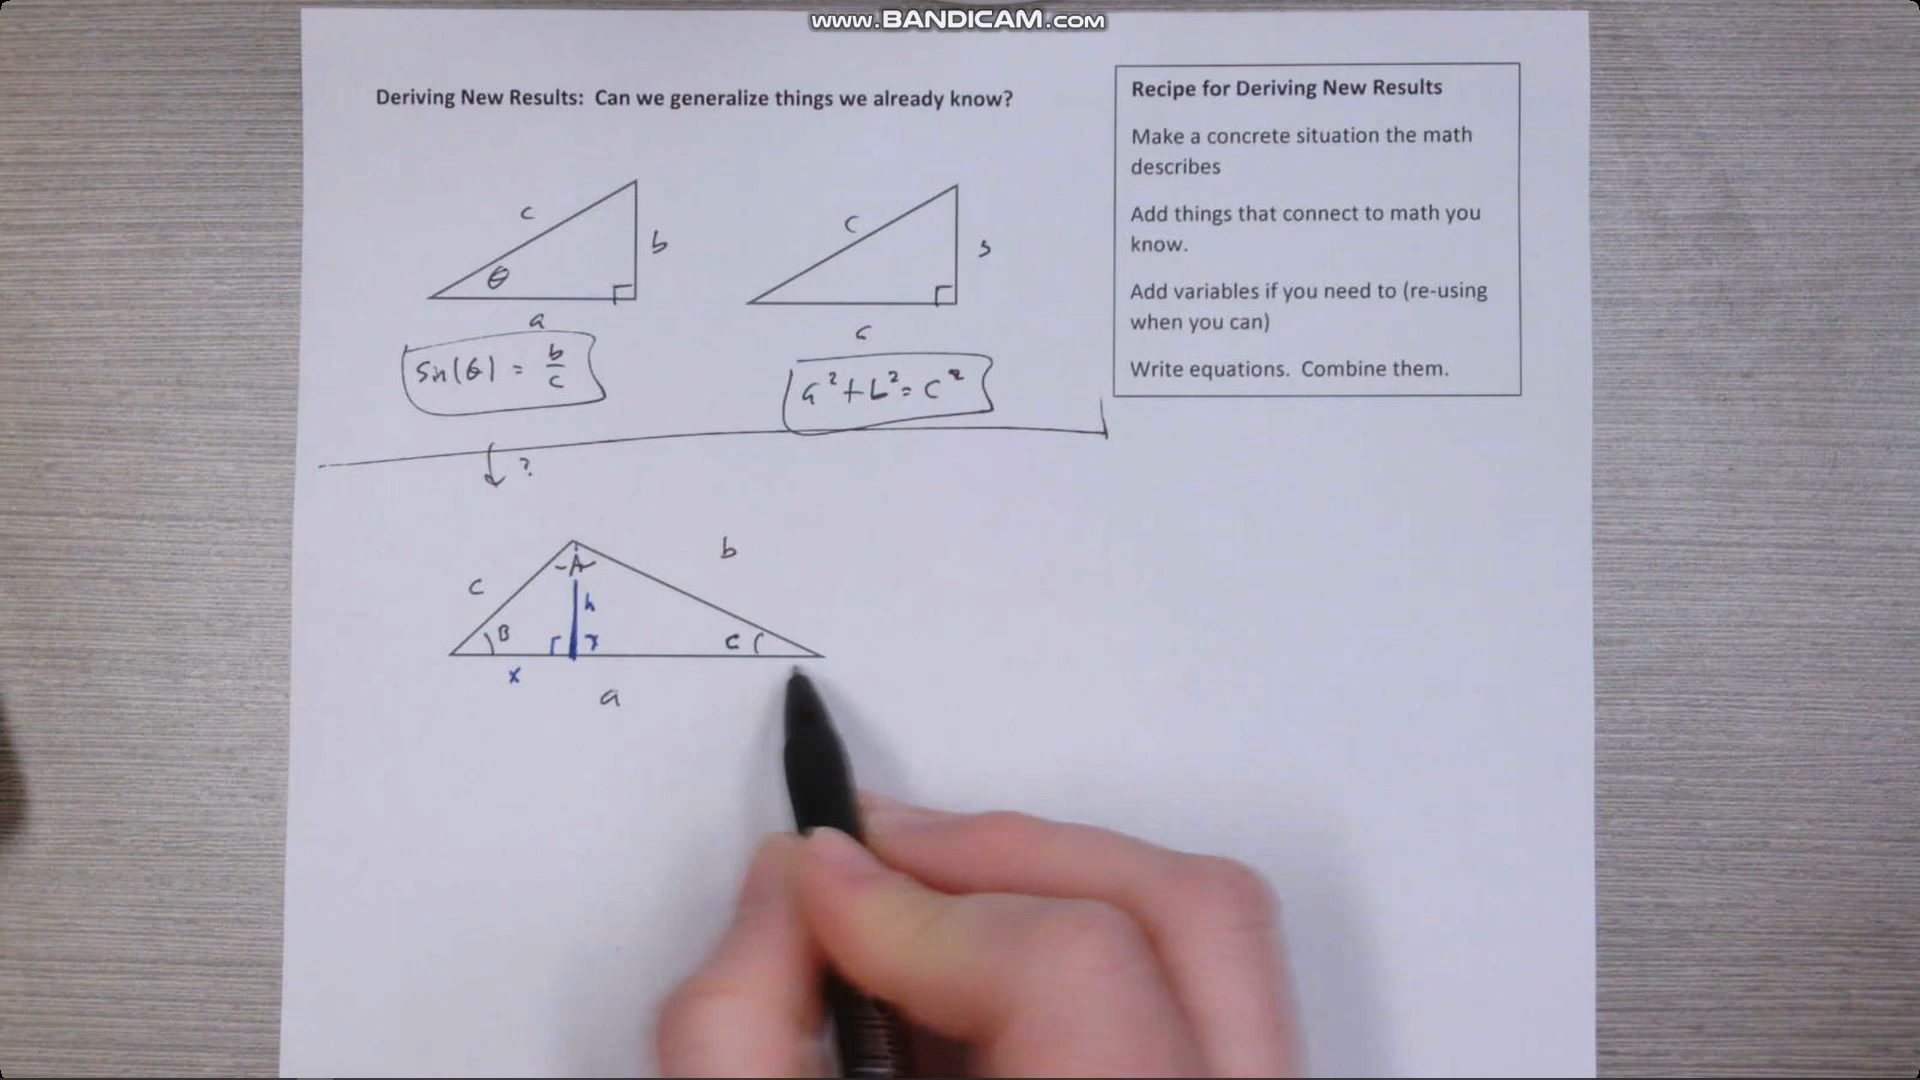 www.BANDICAM.com
Deriving New Results: Can we generalize things we already know?
Recipe for Deriving New Results
Make a concrete situation the math
describes
Add things that connect to math you
know.
Add variables if you need to (re-using
when you can)
Write equations. Combine them.
c
b
θ
a
sin(θ) = b/c
c
s
c
a²+b²=c²
?
A
b
c
h
B
C
x
a